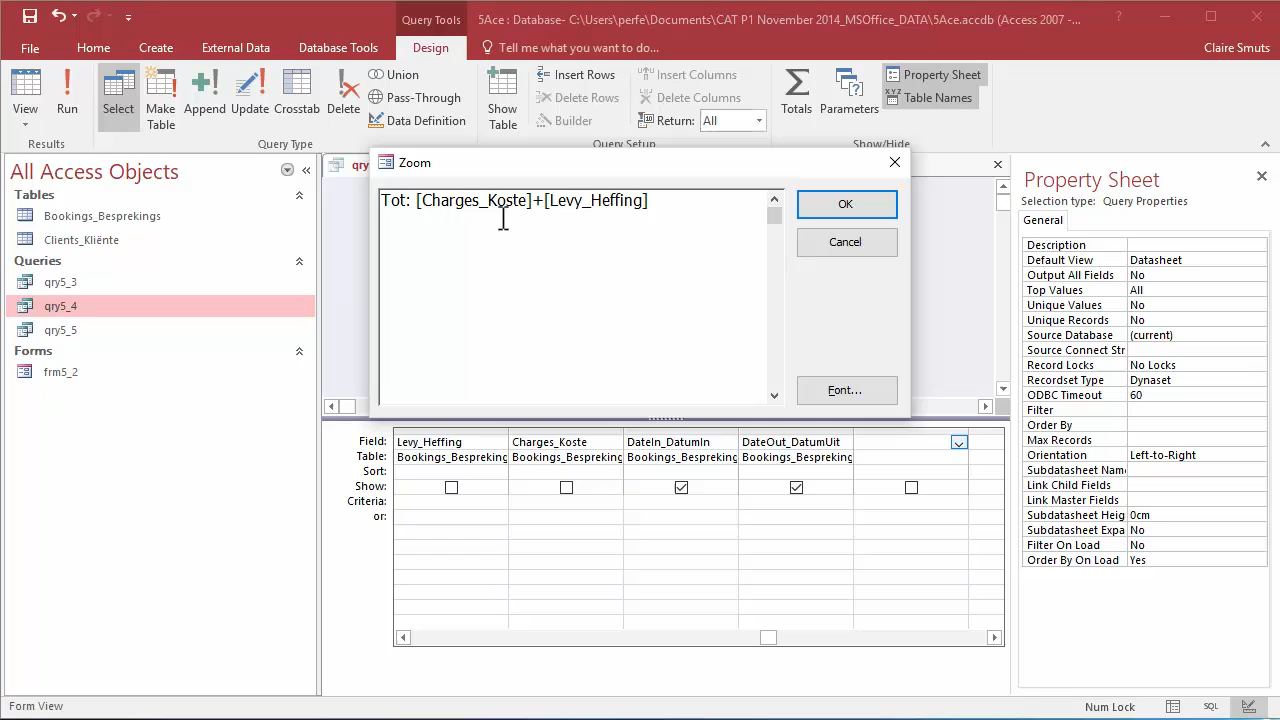 Query Tools
5Ace : Database- C:\Users\perfe\Documents\CAT P1 November 2014_MSOffice_DATA\5Ace.accdb (Access 2007 -...
?
File
Home
Create
External Data
Database Tools
Design
Tell me what you want to do...
Claire Smuts
View
Run
Select
Make
Table
Append
Update
Crosstab
Delete
Union
Pass-Through
Data Definition
Show
Table
Insert Rows
Delete Rows
Builder
Insert Columns
Delete Columns
Return: All
Totals
Parameters
Property Sheet
XYZ Table Names
Results
Query Type
Query Setup
Show/Hide
All Access Objects
Tables
Bookings_Besprekings
Clients_Kliënte
Queries
qry5_3
qry5_4
qry5_5
Forms
frm5_2
qry
Zoom
Tot: [Charges_Koste]+[Levy_Heffing]
OK
Cancel
Font...
Field: Levy_Heffing Charges_Koste DateIn_DatumIn DateOut_DatumUit
Table: Bookings_Bespreking Bookings_Bespreking Bookings_Bespreking Bookings_Bespreking
Sort:
Show:
Criteria:
or:
Property Sheet
Selection type: Query Properties
General
Description
Default View Datasheet
Output All Fields No
Top Values All
Unique Values No
Unique Records No
Source Database (current)
Source Connect Str
Record Locks No Locks
Recordset Type Dynaset
ODBC Timeout 60
Filter
Order By
Max Records
Orientation Left-to-Right
Subdatasheet Nam
Link Child Fields
Link Master Fields
Subdatasheet Heig 0cm
Subdatasheet Expa No
Filter On Load No
Order By On Load Yes
Form View
Num Lock
SQL